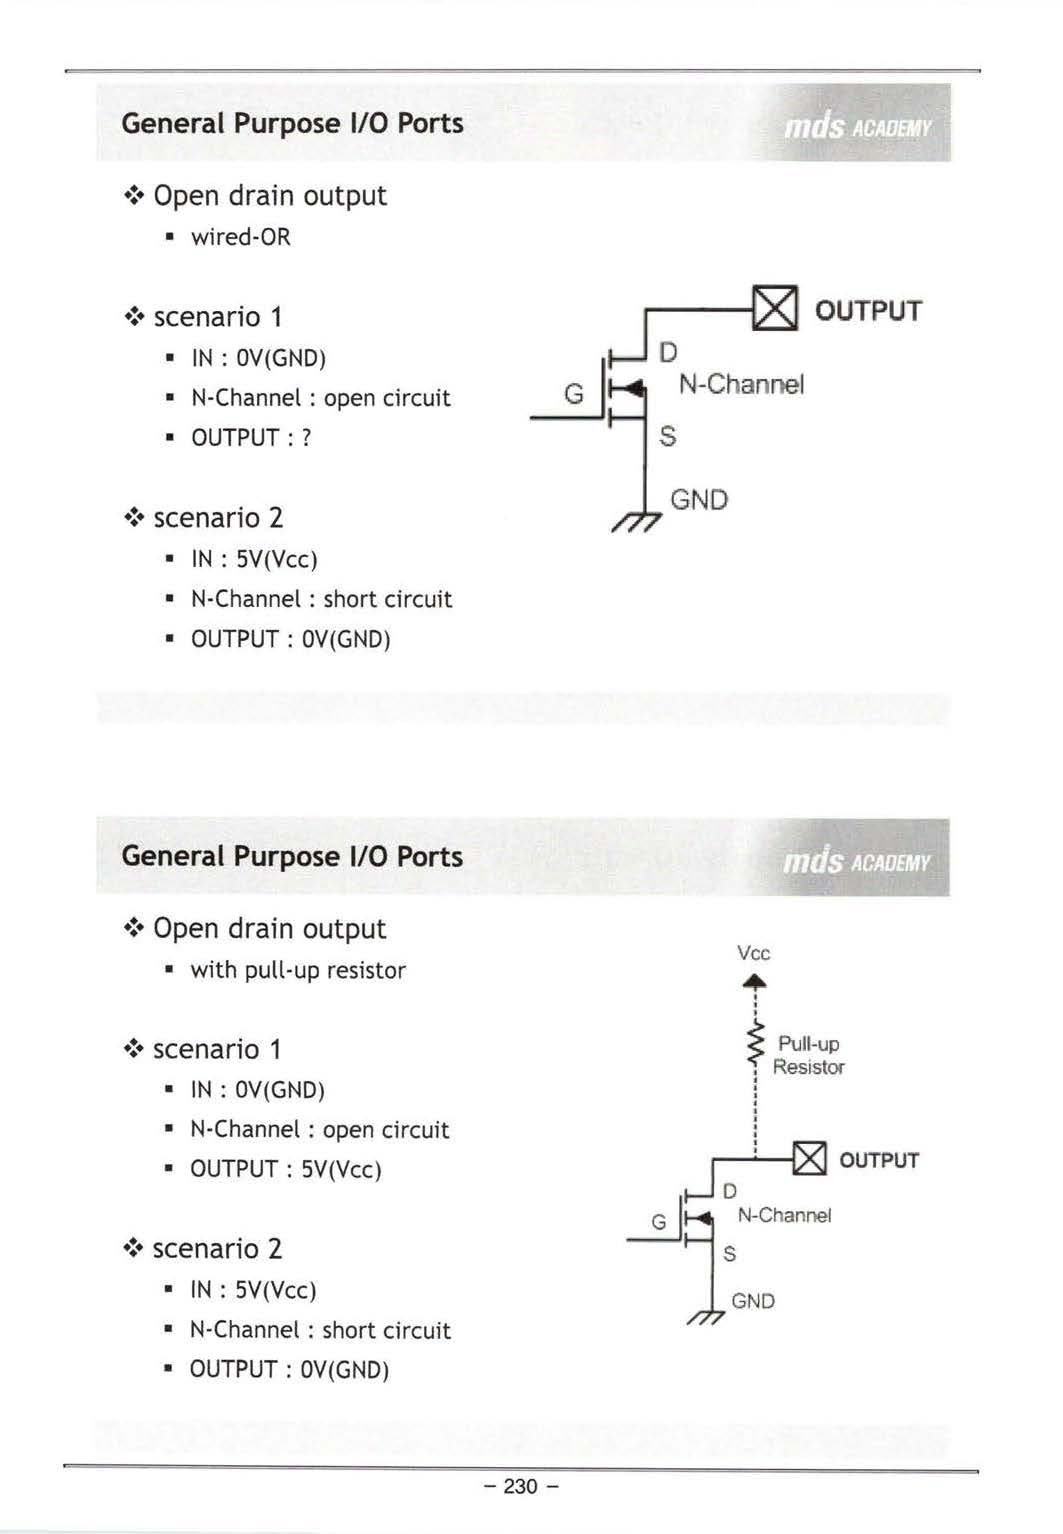 General Purpose I/O Ports
mds ACADEMY
Open drain output
wired-OR
scenario 1
IN : 0V(GND)
N-Channel : open circuit
OUTPUT : ?
scenario 2
IN : 5V(Vcc)
N-Channel : short circuit
OUTPUT : 0V(GND)
OUTPUT
D
N-Channel
G
S
GND
General Purpose I/O Ports
mds ACADEMY
Open drain output
with pull-up resistor
scenario 1
IN : 0V(GND)
N-Channel : open circuit
OUTPUT : 5V(Vcc)
scenario 2
IN : 5V(Vcc)
N-Channel : short circuit
OUTPUT : 0V(GND)
Vcc
Pull-up
Resistor
OUTPUT
D
N-Channel
G
S
GND
- 230 -